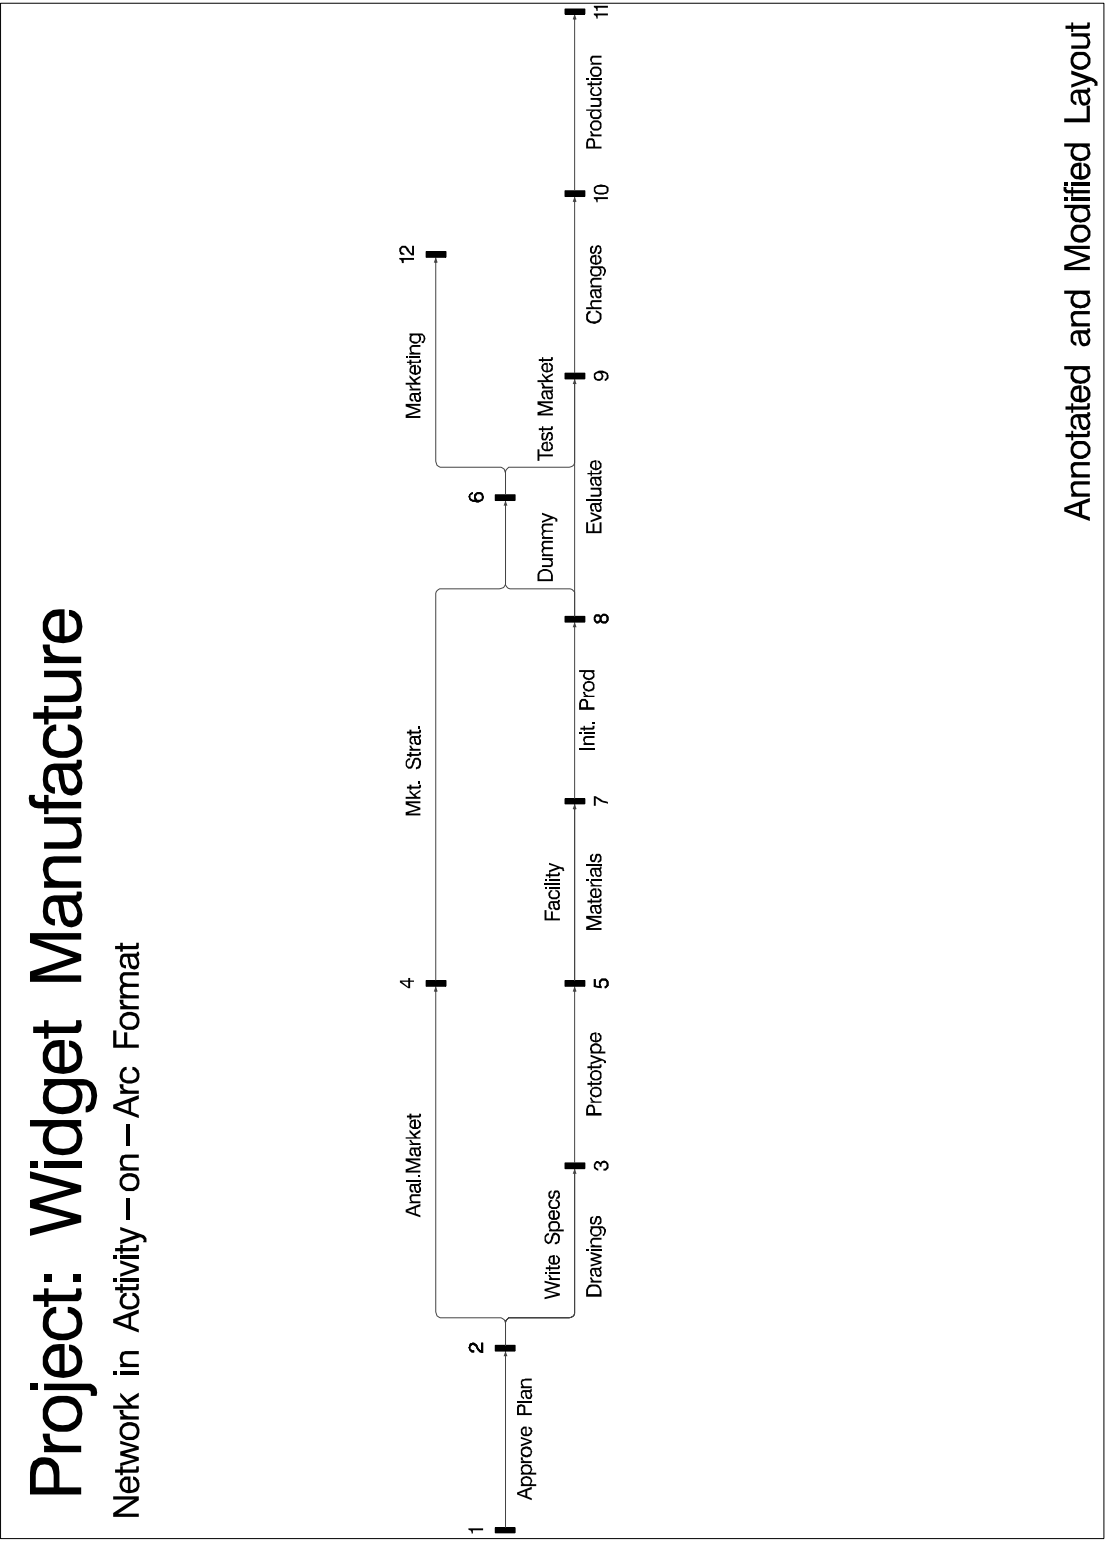 Project: Widget Manufacture
Network in Activity-on-Arc Format
12
Marketing
4
Mkt. Strat.
Anal.Market
6
2
1
Approve Plan
Test Market
Dummy
Facility
Write Specs
Drawings
3
Prototype
5
Materials
7
Init. Prod
8
Evaluate
9
Changes
10
Production
11
Annotated and Modified Layout